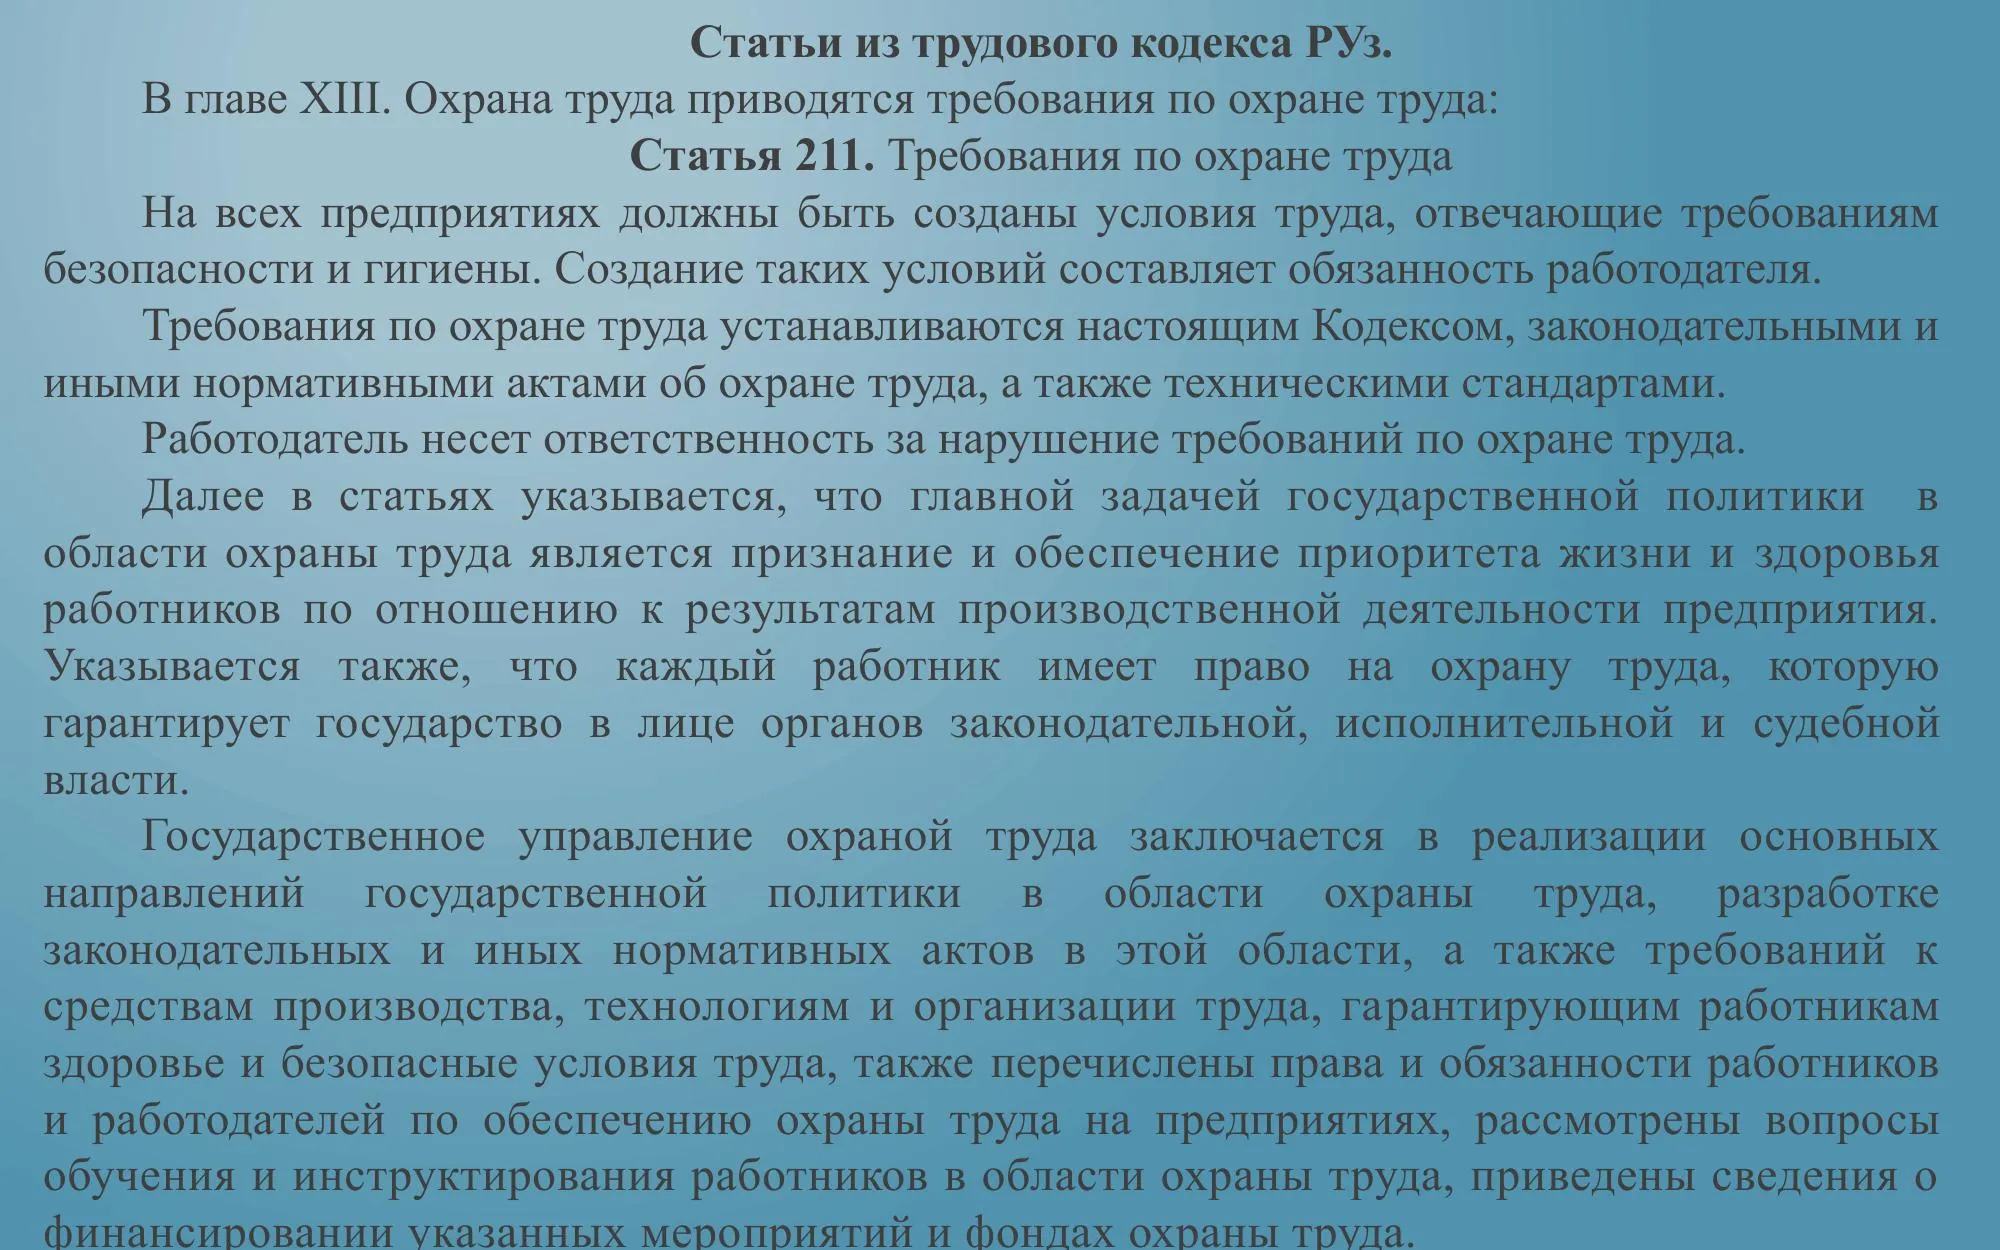 Статьи из трудового кодекса РУз.
В главе XIII. Охрана труда приводятся требования по охране труда:
Статья 211. Требования по охране труда
На всех предприятиях должны быть созданы условия труда, отвечающие требованиям
безопасности и гигиены. Создание таких условий составляет обязанность работодателя.
Требования по охране труда устанавливаются настоящим Кодексом, законодательными и
иными нормативными актами об охране труда, а также техническими стандартами.
Работодатель несет ответственность за нарушение требований по охране труда.
Далее в статьях указывается, что главной задачей государственной политики в
области охраны труда является признание и обеспечение приоритета жизни и здоровья
работников по отношению к результатам производственной деятельности предприятия.
Указывается также, что каждый работник имеет право на охрану труда, которую
гарантирует государство в лице органов законодательной, исполнительной и судебной
власти.
Государственное управление охраной труда заключается в реализации основных
направлений государственной политики в области охраны труда, разработке
законодательных и иных нормативных актов в этой области, а также требований к
средствам производства, технологиям и организации труда, гарантирующим работникам
здоровье и безопасные условия труда, также перечислены права и обязанности работников
и работодателей по обеспечению охраны труда на предприятиях, рассмотрены вопросы
обучения и инструктирования работников в области охраны труда, приведены сведения о
финансировании указанных мероприятий и фондах охраны труда.